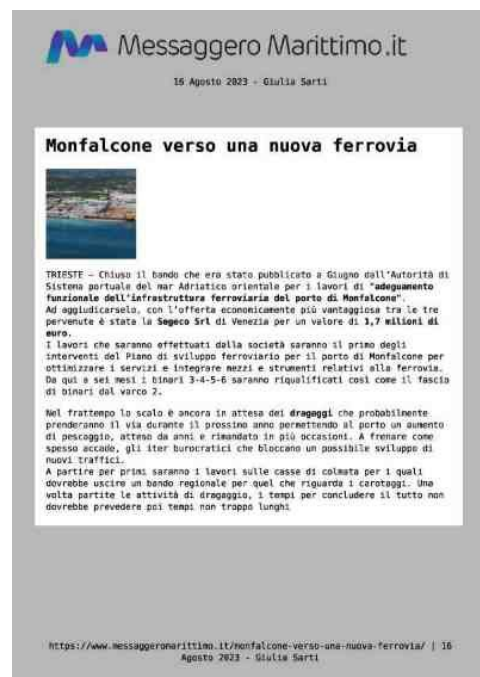 Messaggero Marittimo.it
16 Agosto 2023 - Giulia Sarti
Monfalcone verso una nuova ferrovia
TRIESTE – Chiuso il bando che era stato pubblicato a Giugno dall'Autorità di
Sistema portuale del mar Adriatico orientale per i lavori di "adeguamento
funzionale dell'infrastruttura ferroviaria del porto di Monfalcone".
Ad aggiudicarselo, con l'offerta economicamente più vantaggiosa tra le tre
pervenute è stata la Sageco Srl di Venezia per un valore di 1,7 milioni di
euro.
I lavori che saranno effettuati dalla società saranno il primo degli
interventi del Piano di sviluppo ferroviario per il porto di Monfalcone per
ottimizzare i servizi e integrare mezzi e strumenti relativi alla ferrovia.
Da qui a sei mesi i binari 3-4-5-6 saranno riqualificati così come il fascio
di binari dal varco 2.
Nel frattempo lo scalo è ancora in attesa dei dragaggi che probabilmente
prenderanno il via durante il prossimo anno permettendo al porto un aumento
di pescaggio, atteso da anni e rimandato in più occasioni. A frenare come
spesso accade, gli iter burocratici che bloccano un possibile sviluppo di
nuovi traffici.
A partire per primi saranno i lavori sulle casse di colmata per i quali
dovrebbe uscire un bando regionale per quel che riguarda i carotaggi. Una
volta partite le attività di dragaggio, i tempi per concludere il tutto non
dovrebbe prevedere poi tempi non troppo lunghi
https://www.messaggeromarittimo.it/monfalcone-verso-una-nuova-ferrovia/ | 16
Agosto 2023 - Giulia Sarti